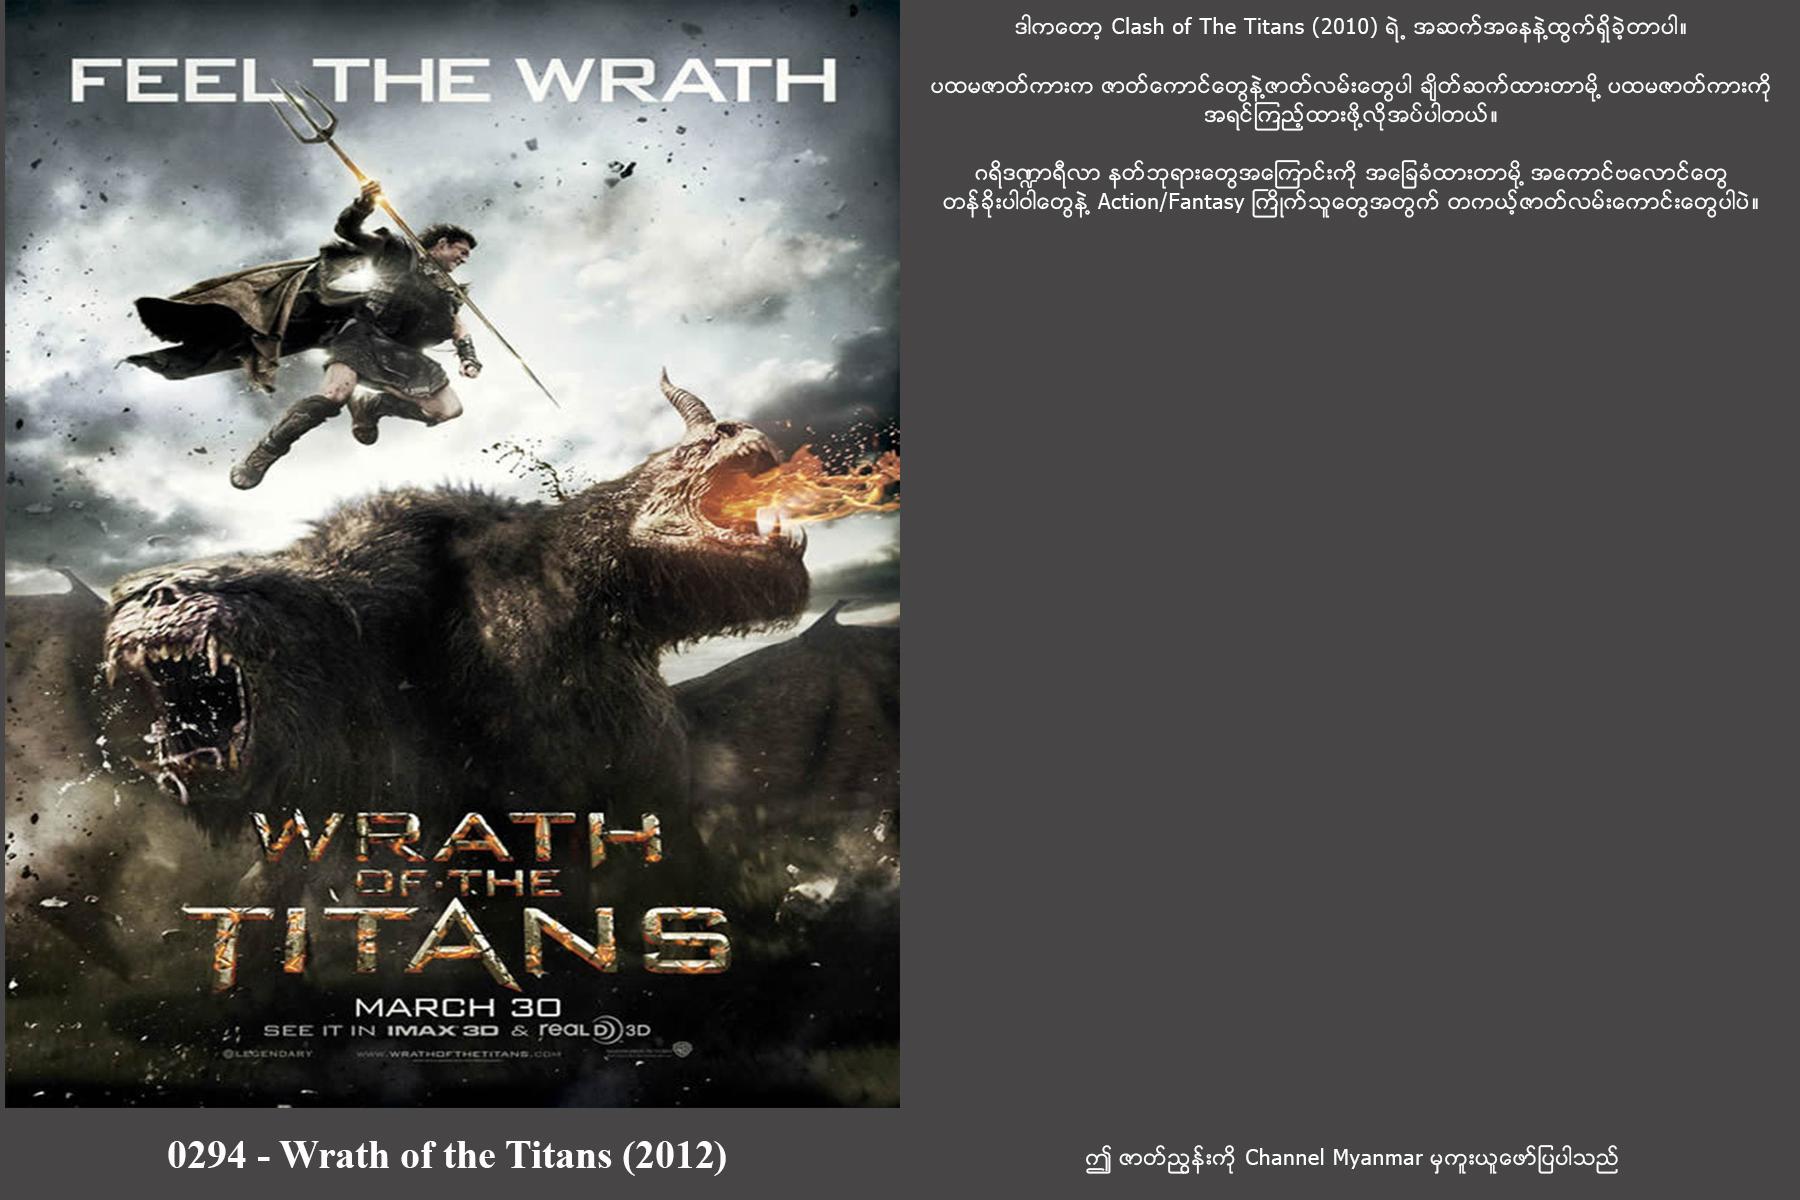 FEEL THE WRATH
WRATH
OF THE
TITANS
MARCH 30
SEE IT IN IMAX 3D & REAL D 3D
@LEGENDARY
WWW.WRATHOFTHETITANS.COM
0294 - Wrath of the Titans (2012)
ဒါကတော့ Clash of The Titans (2010) ရဲ့ အဆက်အနေနဲ့ထွက်ရှိခဲ့တာပါ။
ပထမဇာတ်ကားက ဇာတ်ကောင်တွေနဲ့ဇာတ်လမ်းတွေပါ ချိတ်ဆက်ထားတာမို့ ပထမဇာတ်ကားကို
အရင်ကြည့်ထားဖို့လိုအပ်ပါတယ်။
ဂရိဒဏ္ဍာရီလာ နတ်ဘုရားတွေအကြောင်းကို အခြေခံထားတာမို့ အကောင်ဗလောင်တွေ
တန်ခိုးပါဝါတွေနဲ့ Action/Fantasy ကြိုက်သူတွေအတွက် တကယ့်ဇာတ်လမ်းကောင်းတွေပါပဲ။
ဤ ဇာတ်ညွှန်းကို Channel Myanmar မှကူးယူဖော်ပြပါသည်